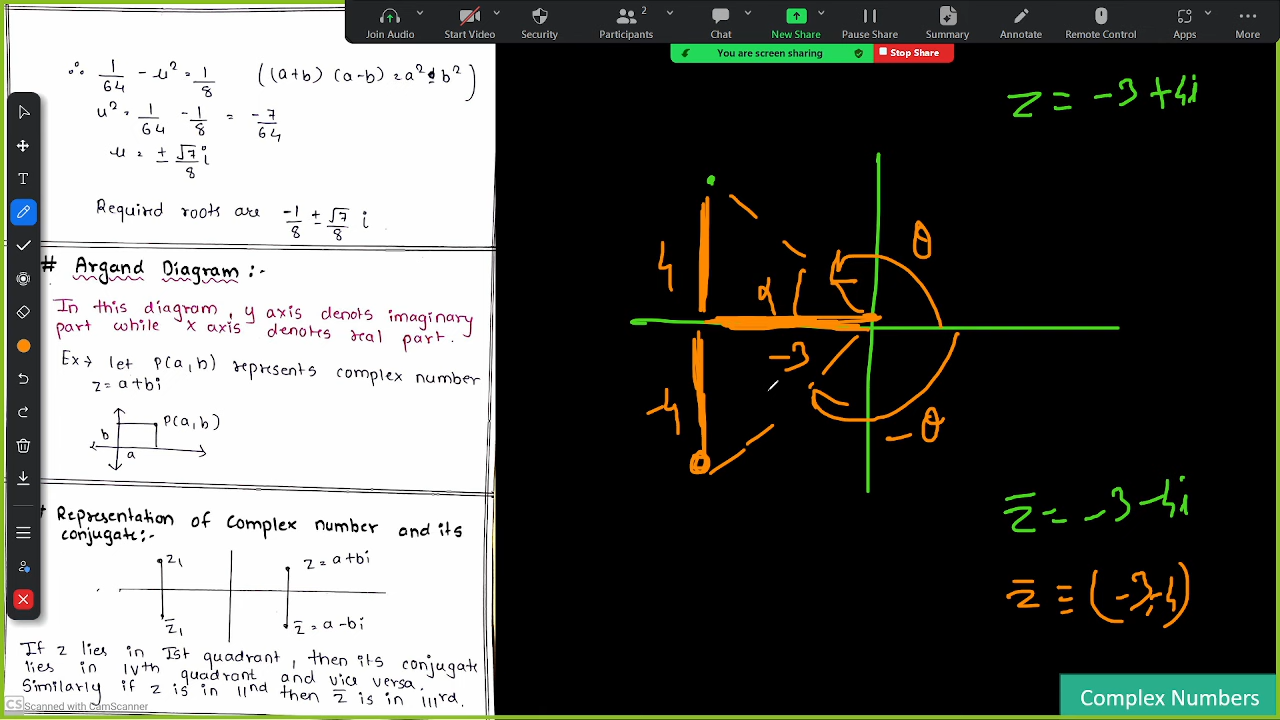 Join Audio
Start Video
Security
Participants 2
Chat
New Share
Pause Share
Summary
Annotate
Remote Control
Apps
More
You are screen sharing
Stop Share
∴ 1/64 - u² = 1/8 ((a+b) (a-b) = a² - b²)
u² = 1/64 - 1/8 = -7/64
u = ± √7/8 i
Required roots are -1/8 ± √7/8 i
# Argand Diagram :-
In this diagram, y axis denots imaginary
part while x axis denotes real part.
Ex → let P(a, b) represents complex number
z = a+bi
P(a, b)
b
a
Representation of complex number and its
conjugate:-
z₁
z = a+bi
z̄₁
z̄ = a-bi
If z lies in Ist quadrant, then its conjugate
lies in IVth quadrant and vice versa.
Similarly if z is in IInd then z̄ is in IIIrd.
CS Scanned with CamScanner
z = -3+4i
θ
4
α
-3
-4
-θ
z̄ = -3-4i
z̄ ≡ (-3,-4)
Complex Numbers